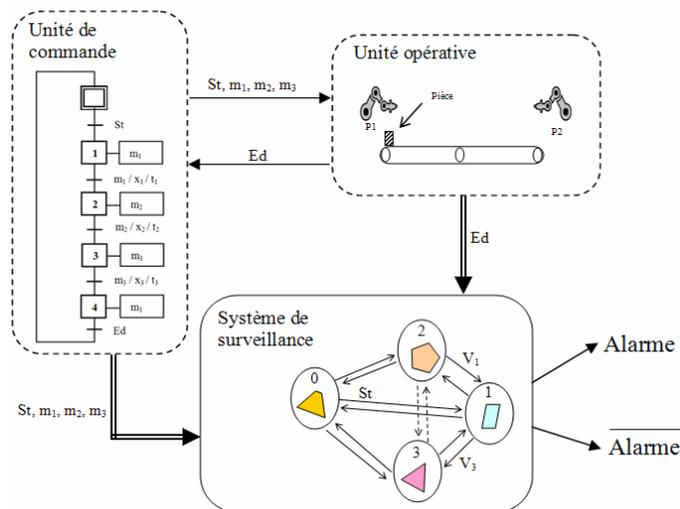 Unité de
commande
St
1 m₁
m₁ / x₁ / t₁
2 m₂
m₂ / x₂ / t₂
3 m₃
m₃ / x₃ / t₃
4 m₁
Ed
St, m₁, m₂, m₃
Ed
Unité opérative
Pièce
P1
P2
Ed
St, m₁, m₂, m₃
Système de
surveillance
2
V₁
0
St
1
3
V₃
Alarme
Alarme